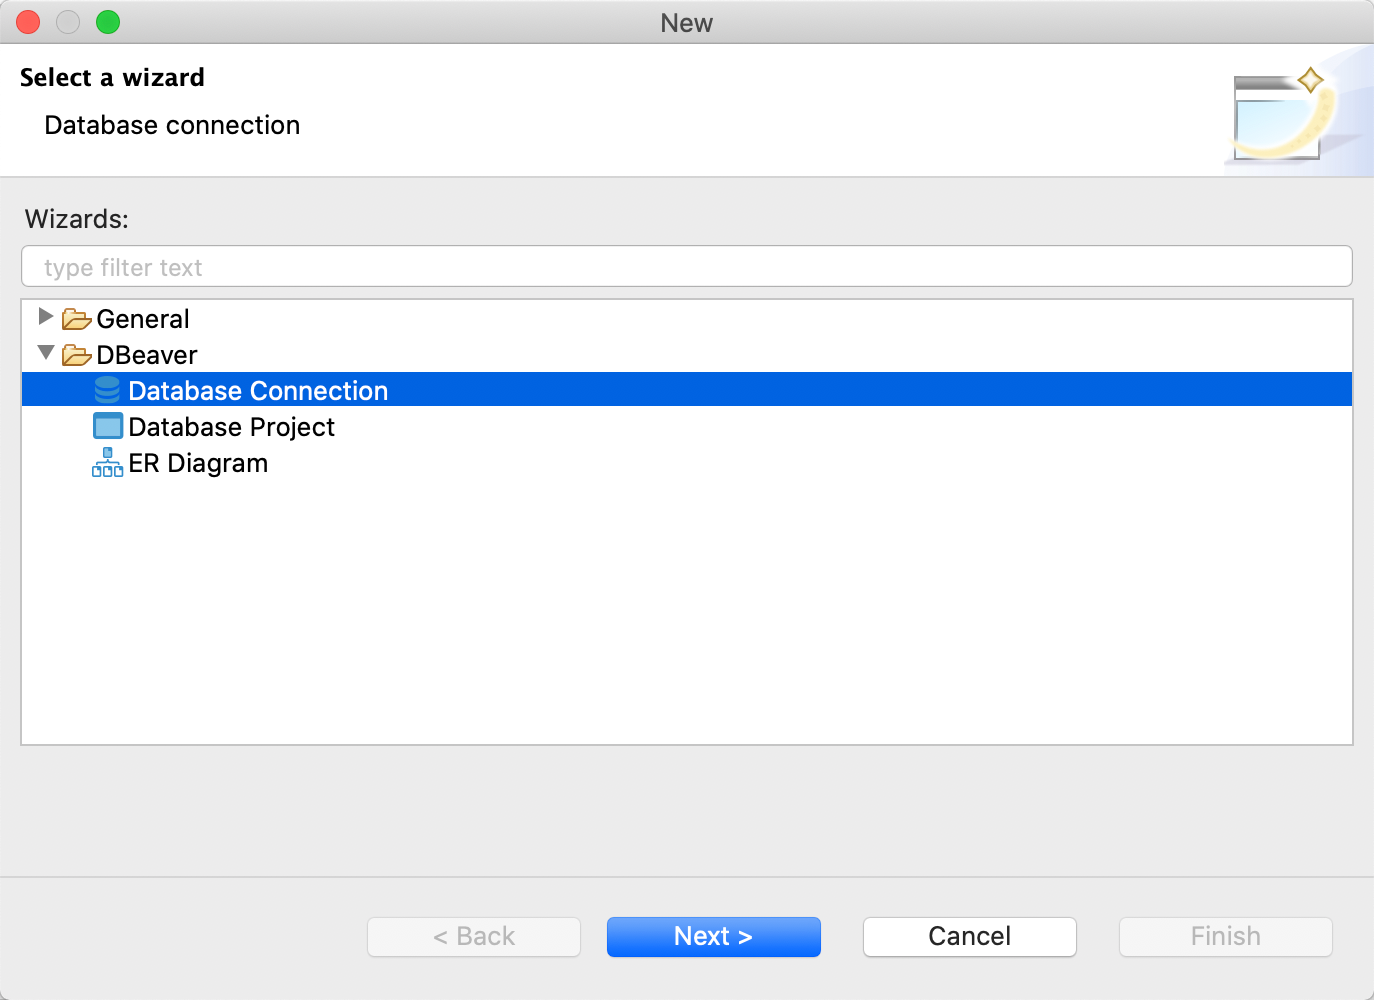 New
Select a wizard
Database connection
Wizards:
type filter text
General
DBeaver
Database Connection
Database Project
ER Diagram
< Back
Next >
Cancel
Finish